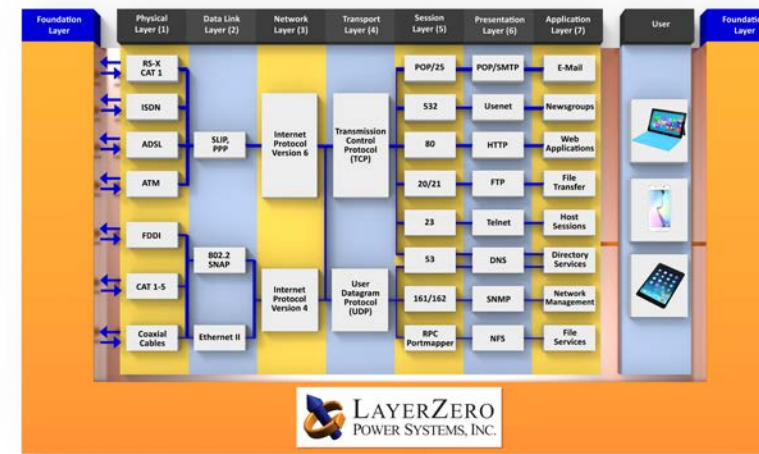 Foundation
Layer
Physical
Layer (1)
Data Link
Layer (2)
Network
Layer (3)
Transport
Layer (4)
Session
Layer (5)
Presentation
Layer (6)
Application
Layer (7)
User
Foundation
Layer
RS-X
CAT 1
POP/25
POP/SMTP
E-Mail
ISDN
532
Usenet
Newsgroups
ADSL
SLIP,
PPP
Internet
Protocol
Version 6
Transmission
Control
Protocol
(TCP)
80
HTTP
Web
Applications
ATM
20/21
FTP
File
Transfer
23
Telnet
Host
Sessions
FDDI
802.2
SNAP
53
DNS
Directory
Services
CAT 1-5
Internet
Protocol
Version 4
User
Datagram
Protocol
(UDP)
161/162
SNMP
Network
Management
Coaxial
Cables
Ethernet II
RPC
Portmapper
NFS
File
Services
LAYERZERO
POWER SYSTEMS, INC.